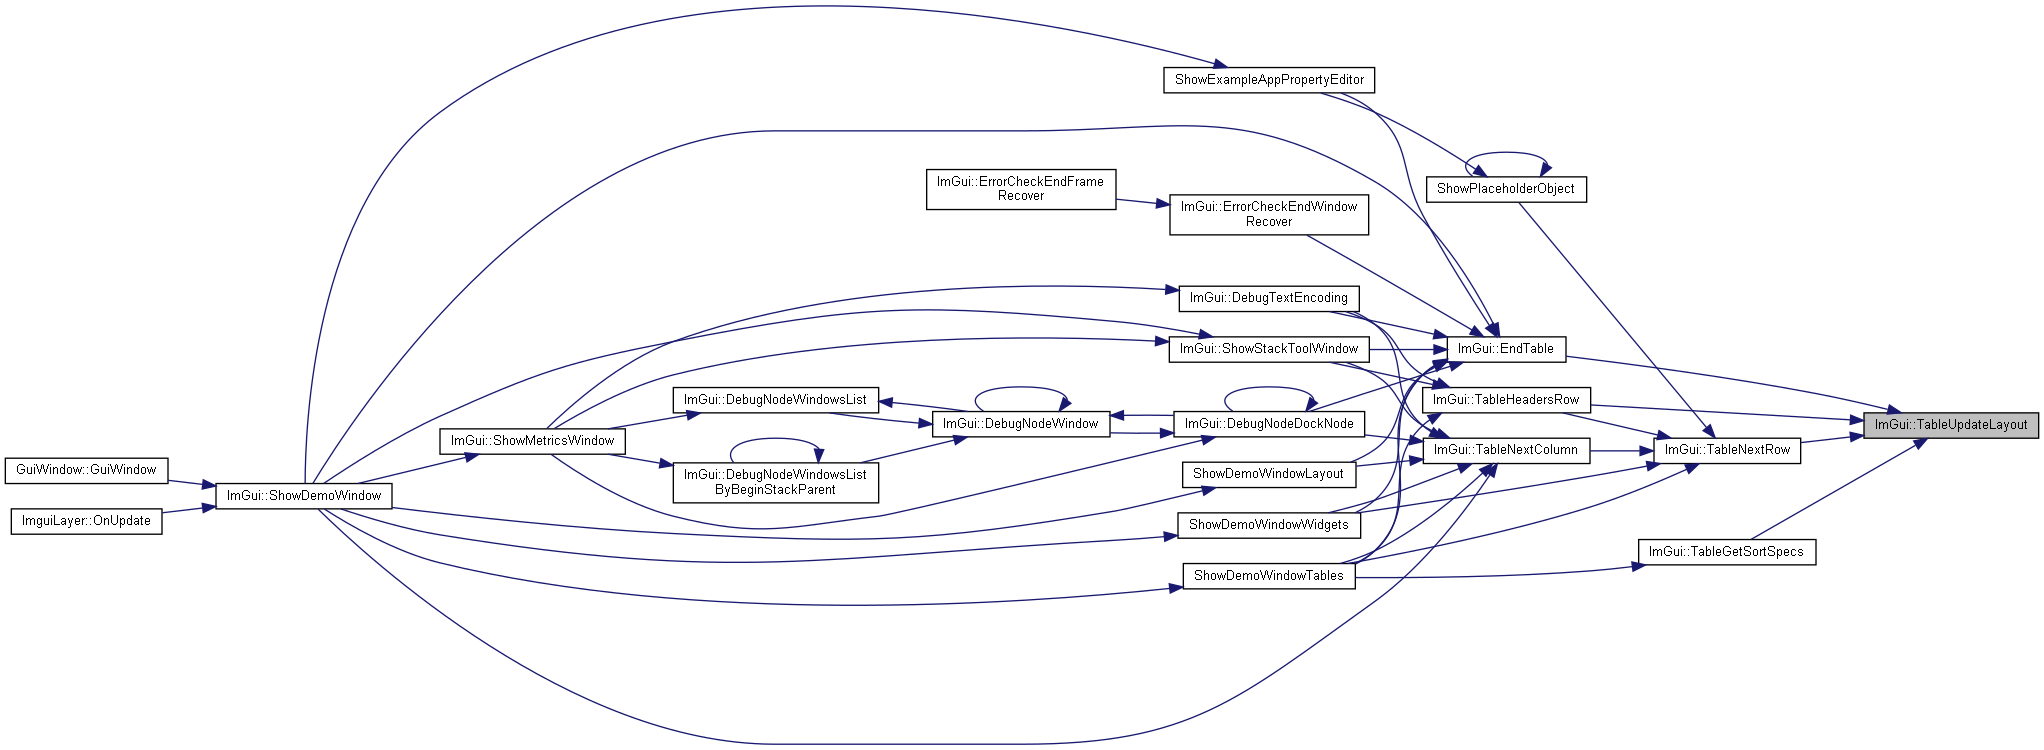 ShowExampleAppPropertyEditor
ImGui::ErrorCheckEndFrame
Recover
ImGui::ErrorCheckEndWindow
Recover
ShowPlaceholderObject
ImGui::DebugTextEncoding
ImGui::ShowStackToolWindow
ImGui::EndTable
ImGui::DebugNodeWindowsList
ImGui::DebugNodeWindow
ImGui::DebugNodeDockNode
ImGui::TableHeadersRow
ImGui::TableUpdateLayout
ImGui::ShowMetricsWindow
ImGui::TableNextColumn
ImGui::TableNextRow
GuiWindow::GuiWindow
ImGui::DebugNodeWindowsList
ByBeginStackParent
ShowDemoWindowLayout
ImGui::ShowDemoWindow
ImguiLayer::OnUpdate
ShowDemoWindowWidgets
ImGui::TableGetSortSpecs
ShowDemoWindowTables